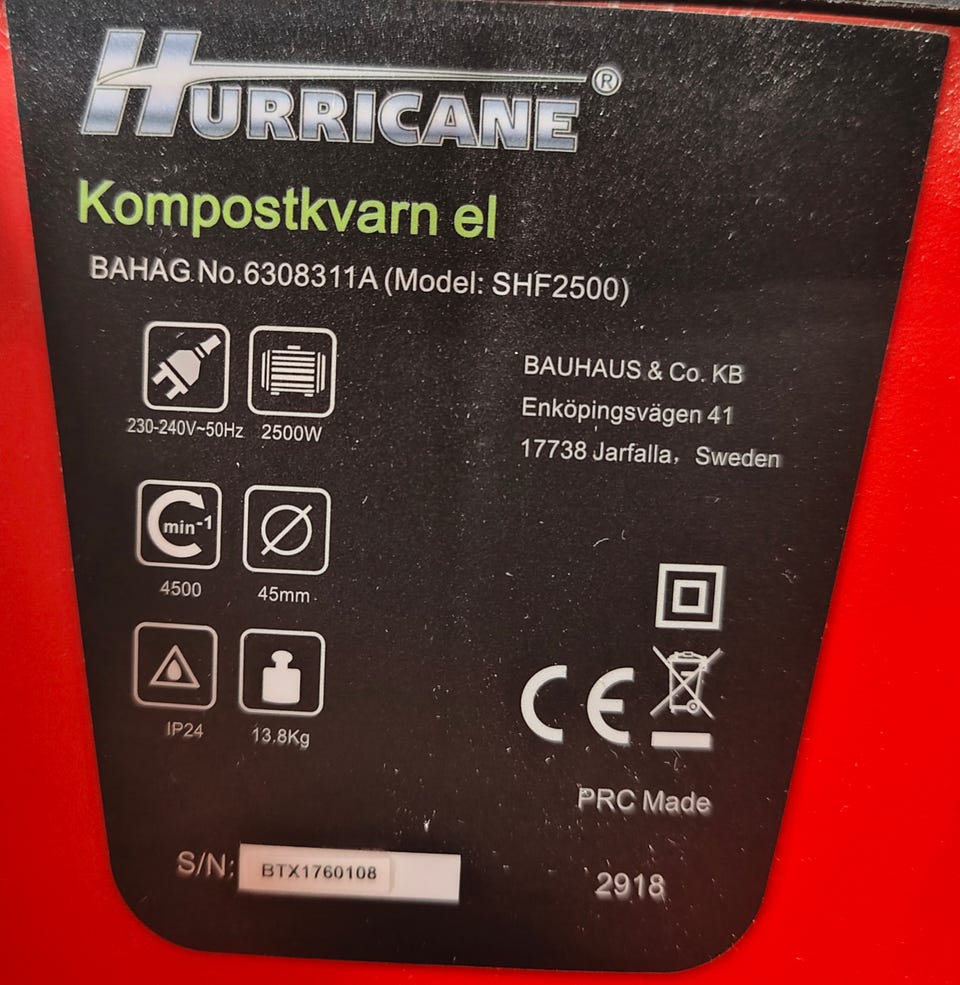 HURRICANE®
Kompostkvarn el
BAHAG No.6308311A (Model: SHF2500)
230-240V~50Hz 2500W
BAUHAUS & Co. KB
Enköpingsvägen 41
17738 Jarfalla, Sweden
min-1
4500 45mm
IP24 13.8Kg
CE
PRC Made
S/N: BTX1760108
2918